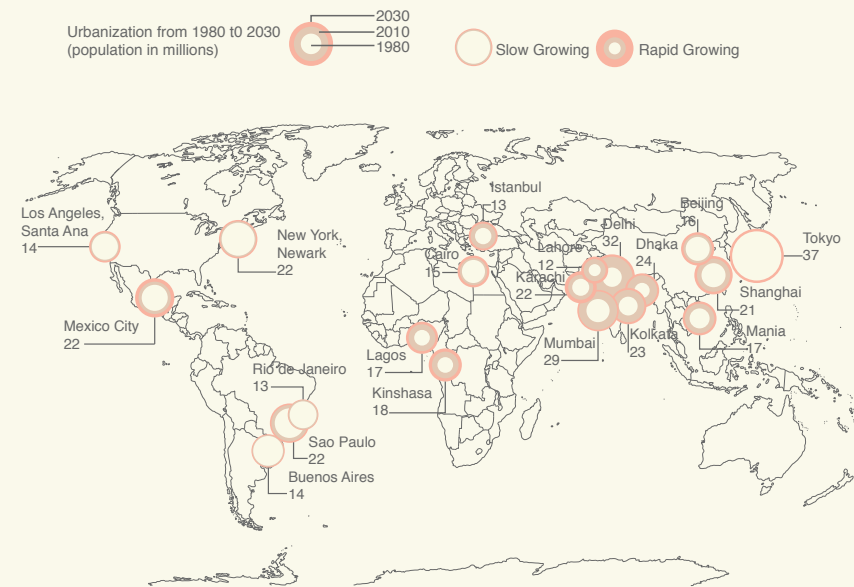 Urbanization from 1980 to 2030
(population in millions)
2030
2010
1980
Slow Growing
Rapid Growing
Los Angeles,
Santa Ana
14
New York,
Newark
22
Mexico City
22
Rio de Janeiro
13
Sao Paulo
22
Buenos Aires
14
Istanbul
13
Cairo
15
Lagos
17
Kinshasa
18
Lahore
12
Karachi
22
Delhi
32
Dhaka
24
Mumbai
29
Kolkata
23
Beijing
16
Tokyo
37
Shanghai
21
Mania
17